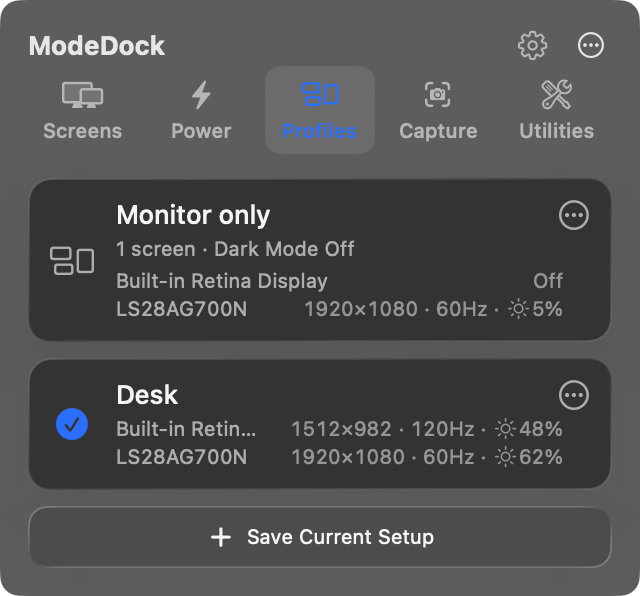 ModeDock
Screens Power Profiles Capture Utilities
Monitor only
1 screen · Dark Mode Off
Built-in Retina Display Off
LS28AG700N 1920×1080 · 60Hz · 5%
Desk
Built-in Retin... 1512×982 · 120Hz · 48%
LS28AG700N 1920×1080 · 60Hz · 62%
+ Save Current Setup